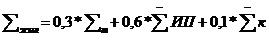 ∑ = 0,3*∑ + 0,6*∑ ИП + 0,1*∑ к